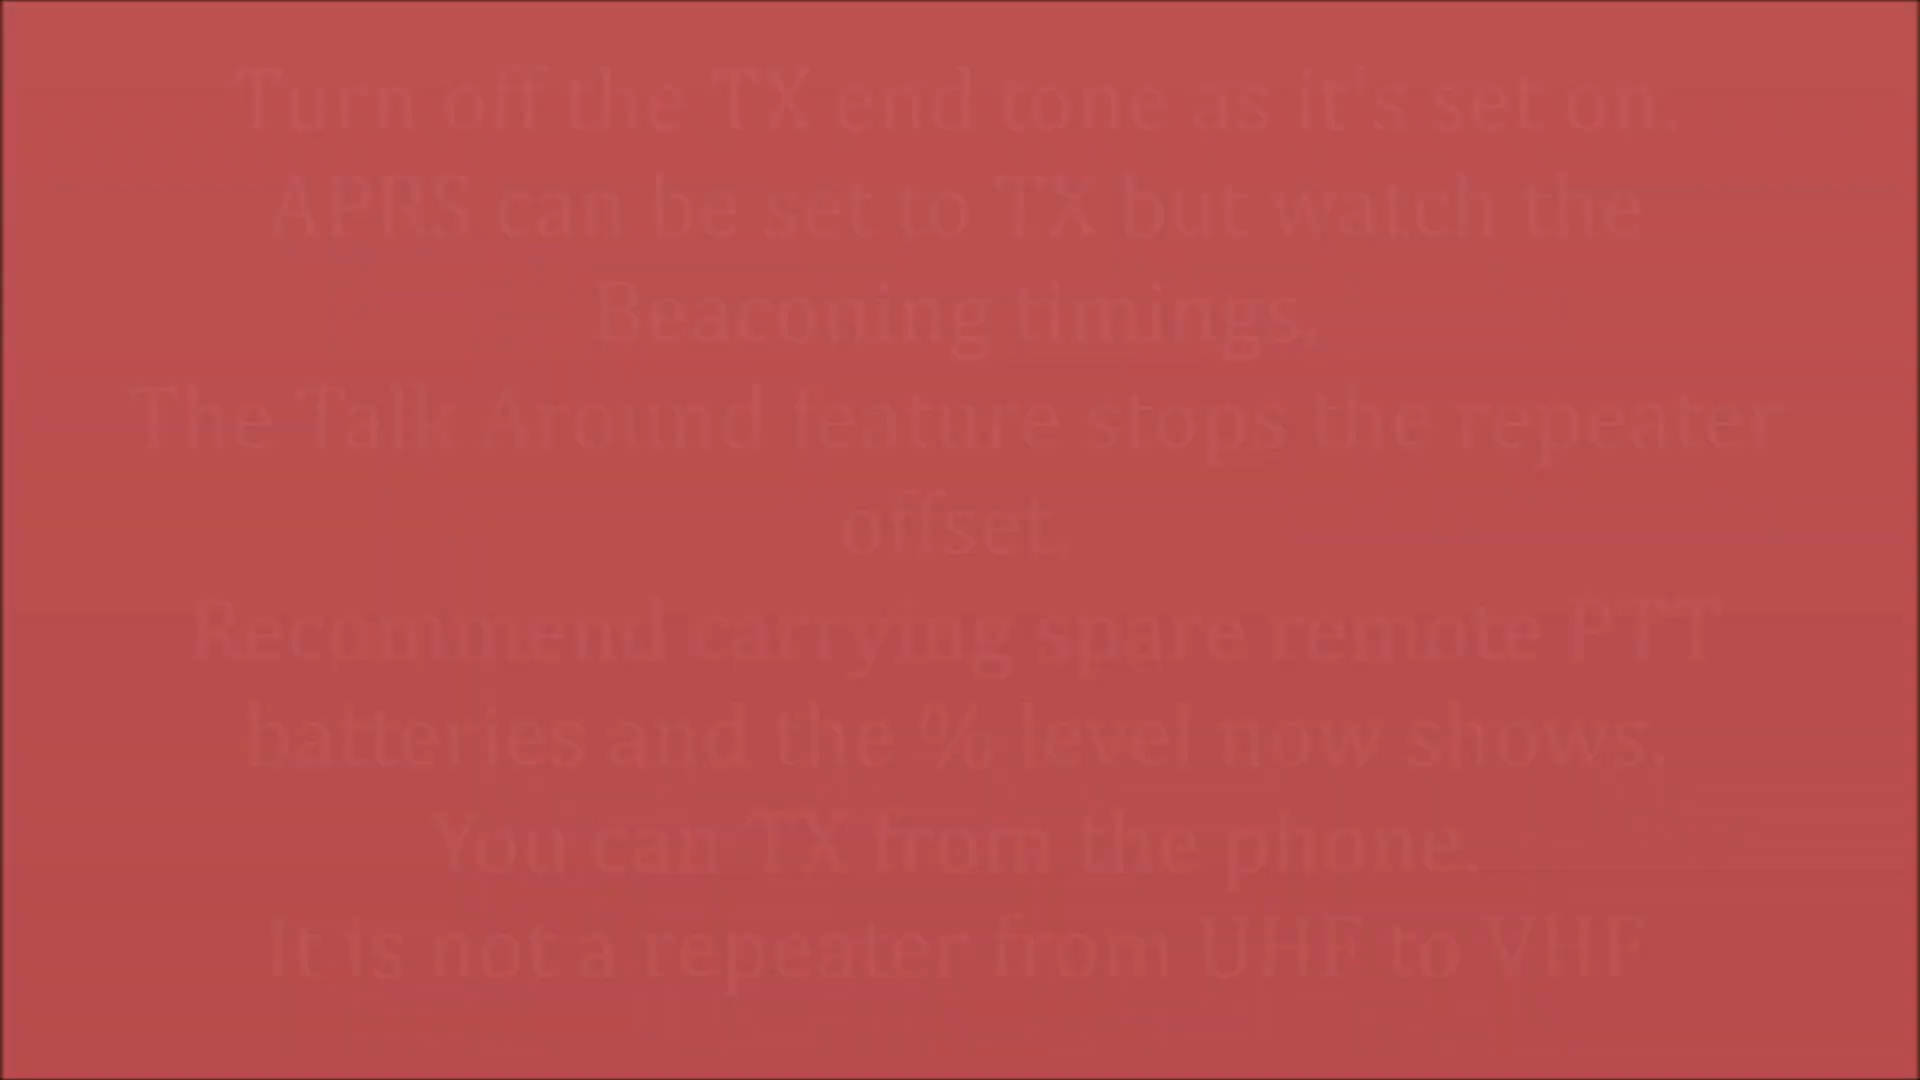 Turn off the TX end tone as it's set on.
APRS can be set to TX but watch the
Beaconing timings,
The Talk Around feature stops the repeater
offset.
Recommend carrying spare remote PTT
batteries and the % level now shows.
You can TX from the phone.
It is not a repeater from UHF to VHF